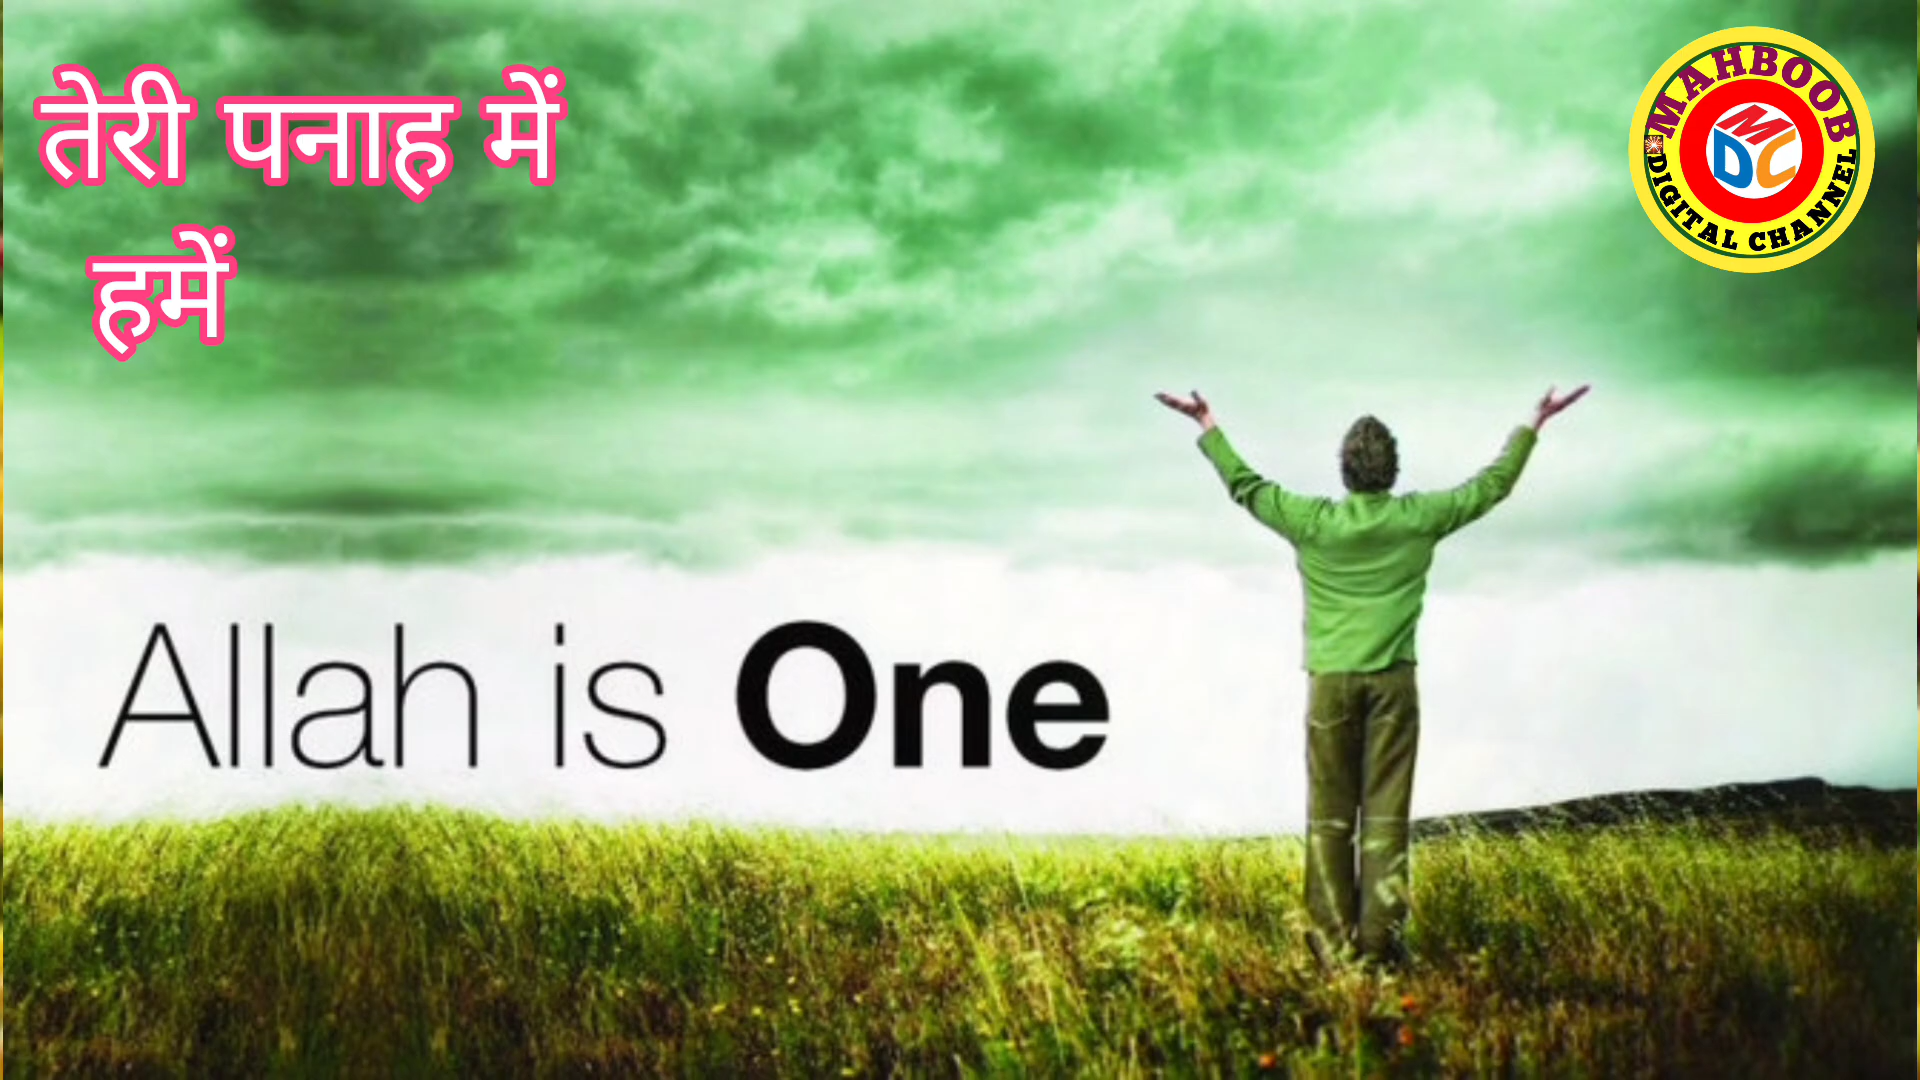 तेरी पनाह में
हमें
MAHBOOB
MDC
DIGITAL CHANNEL
Allah is One